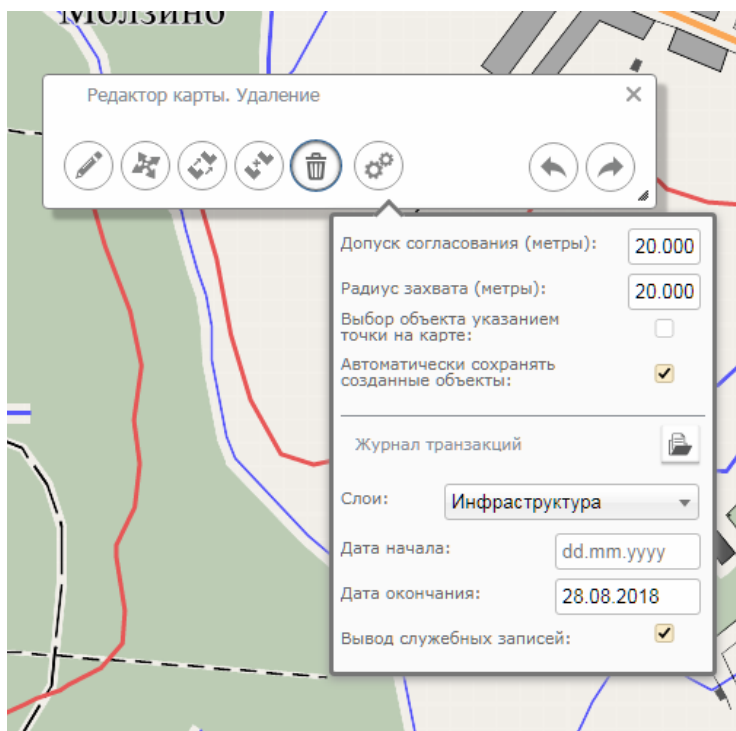 Молзино
Редактор карты. Удаление
Допуск согласования (метры): 20.000
Радиус захвата (метры): 20.000
Выбор объекта указанием
точки на карте:
Автоматически сохранять
созданные объекты:
Журнал транзакций
Слои: Инфраструктура
Дата начала: dd.mm.yyyy
Дата окончания: 28.08.2018
Вывод служебных записей: